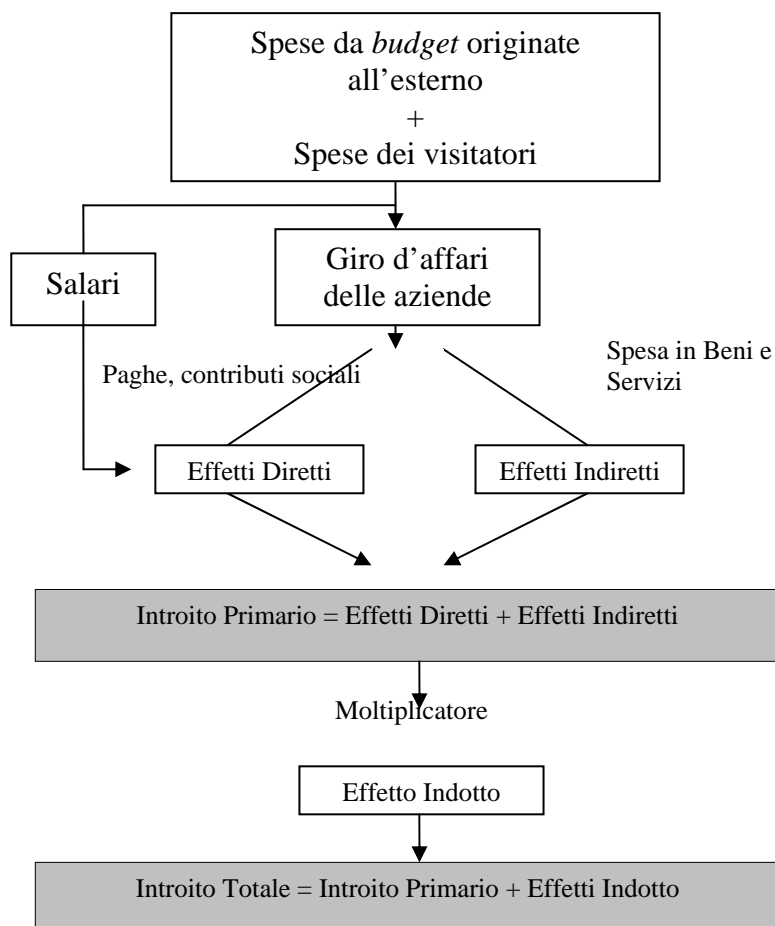 Spese da budget originate
all'esterno
+
Spese dei visitatori
Salari
Giro d'affari
delle aziende
Paghe, contributi sociali
Spesa in Beni e
Servizi
Effetti Diretti
Effetti Indiretti
Introito Primario = Effetti Diretti + Effetti Indiretti
Moltiplicatore
Effetto Indotto
Introito Totale = Introito Primario + Effetti Indotto